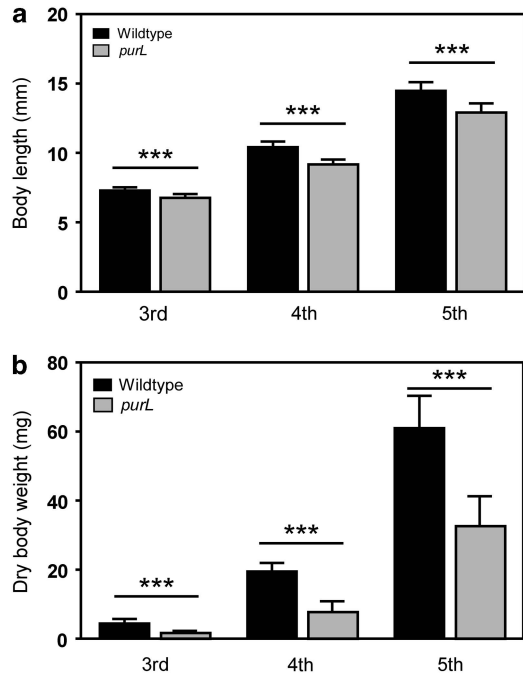 a
20
Wildtype
purL
***
15
***
Body length (mm)
10
***
5
0
3rd 4th 5th
b
80
Wildtype
purL
***
60
Dry body weight (mg)
40
***
20
***
0
3rd 4th 5th